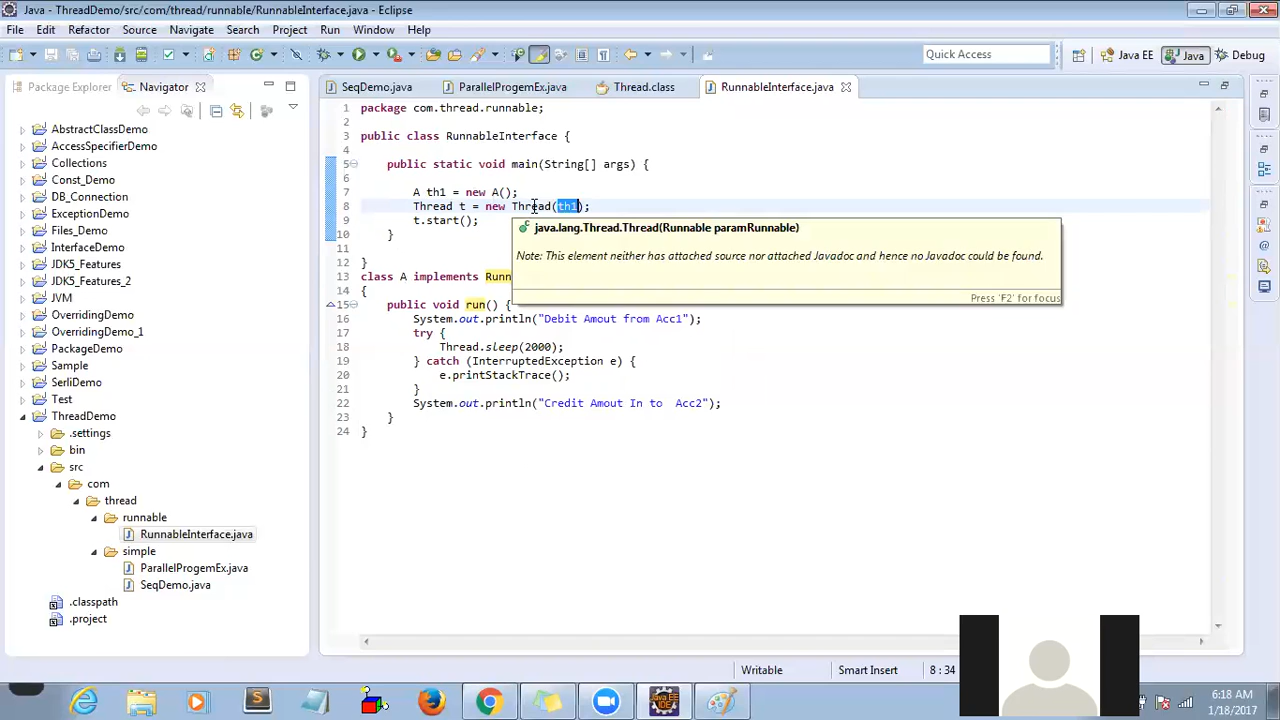 Java - ThreadDemo/src/com/thread/runnable/RunnableInterface.java - Eclipse
File Edit Refactor Source Navigate Search Project Run Window Help
Quick Access
Java EE
Java
Debug
Package Explorer
Navigator
AbstractClassDemo
AccessSpecifierDemo
Collections
Const_Demo
DB_Connection
ExceptionDemo
Files_Demo
InterfaceDemo
JDK5_Features
JDK5_Features_2
JVM
OverridingDemo
OverridingDemo_1
PackageDemo
Sample
SerliDemo
Test
ThreadDemo
.settings
bin
src
com
thread
runnable
RunnableInterface.java
simple
ParallelProgemEx.java
SeqDemo.java
.classpath
.project
SeqDemo.java
ParallelProgemEx.java
Thread.class
RunnableInterface.java
1 package com.thread.runnable;
2
3 public class RunnableInterface {
4
5 public static void main(String[] args) {
6
7 A th1 = new A();
8 Thread t = new Thread(th1);
9 t.start();
10 }
11
12 }
13 class A implements Runn
14 {
15 public void run() {
16 System.out.println("Debit Amout from Acc1");
17 try {
18 Thread.sleep(2000);
19 } catch (InterruptedException e) {
20 e.printStackTrace();
21 }
22 System.out.println("Credit Amout In to  Acc2");
23 }
24 }
java.lang.Thread.Thread(Runnable paramRunnable)
Note: This element neither has attached source nor attached Javadoc and hence no Javadoc could be found.
Press 'F2' for focus
Writable
Smart Insert
8 : 34
6:18 AM
1/18/2017